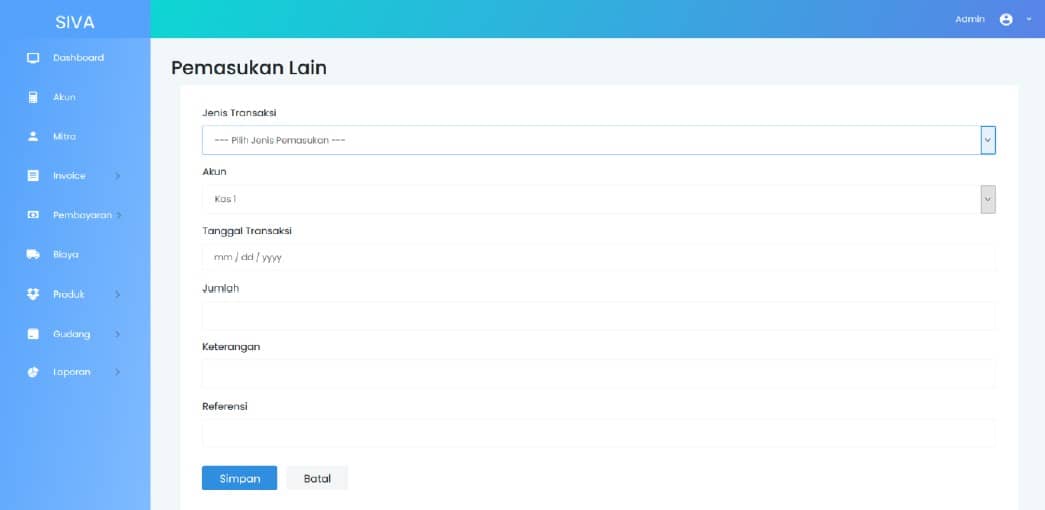 SIVA
Admin
Dashboard
Akun
Mitra
Invoice
Pembayaran
Biaya
Produk
Gudang
Laporan
Pemasukan Lain
Jenis Transaksi
--- Pilih Jenis Pemasukan ---
Akun
Kas 1
Tanggal Transaksi
mm / dd / yyyy
Jumlah
Keterangan
Referensi
Simpan Batal